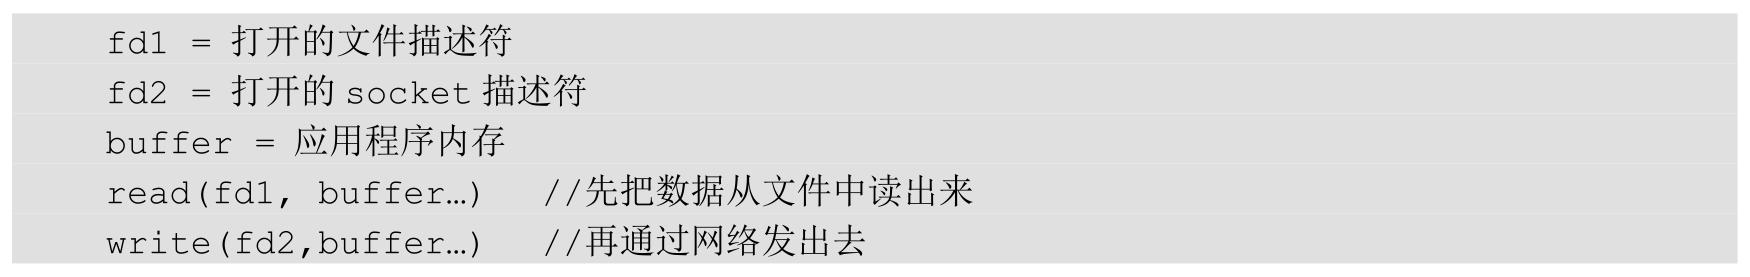 fd1 = 打开的文件描述符
fd2 = 打开的 socket 描述符
buffer = 应用程序内存
read(fd1, buffer…)   //先把数据从文件中读出来
write(fd2,buffer…)   //再通过网络发出去